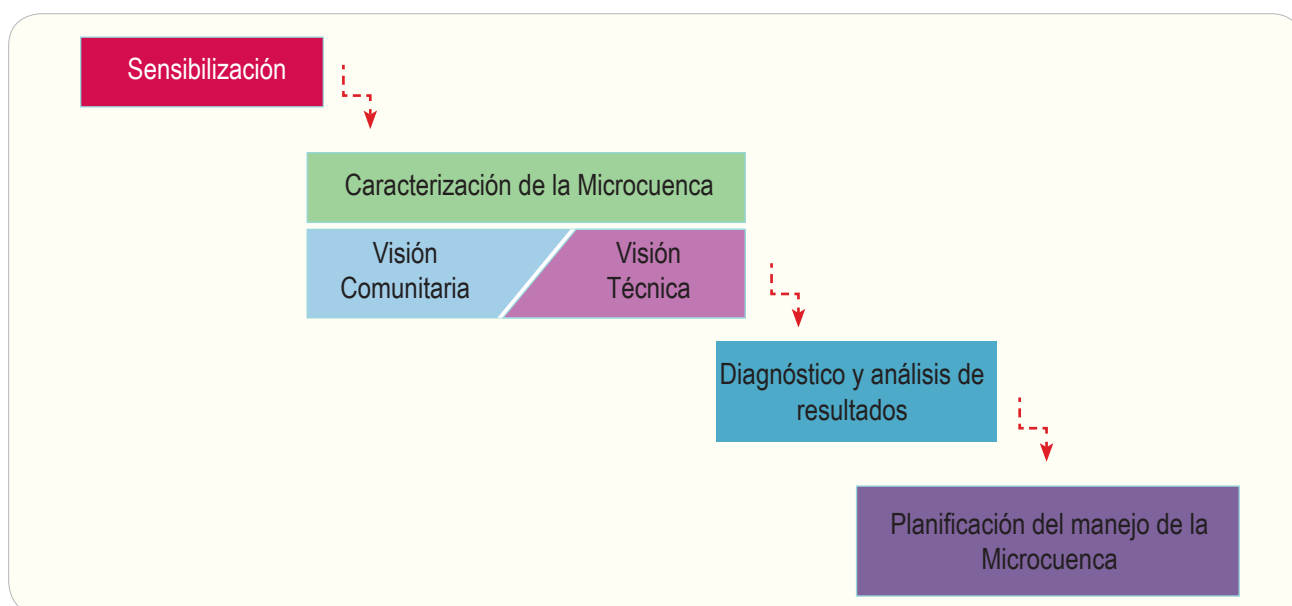 Sensibilización
Caracterización de la Microcuenca
Visión
Comunitaria
Visión
Técnica
Diagnóstico y análisis de
resultados
Planificación del manejo de la
Microcuenca